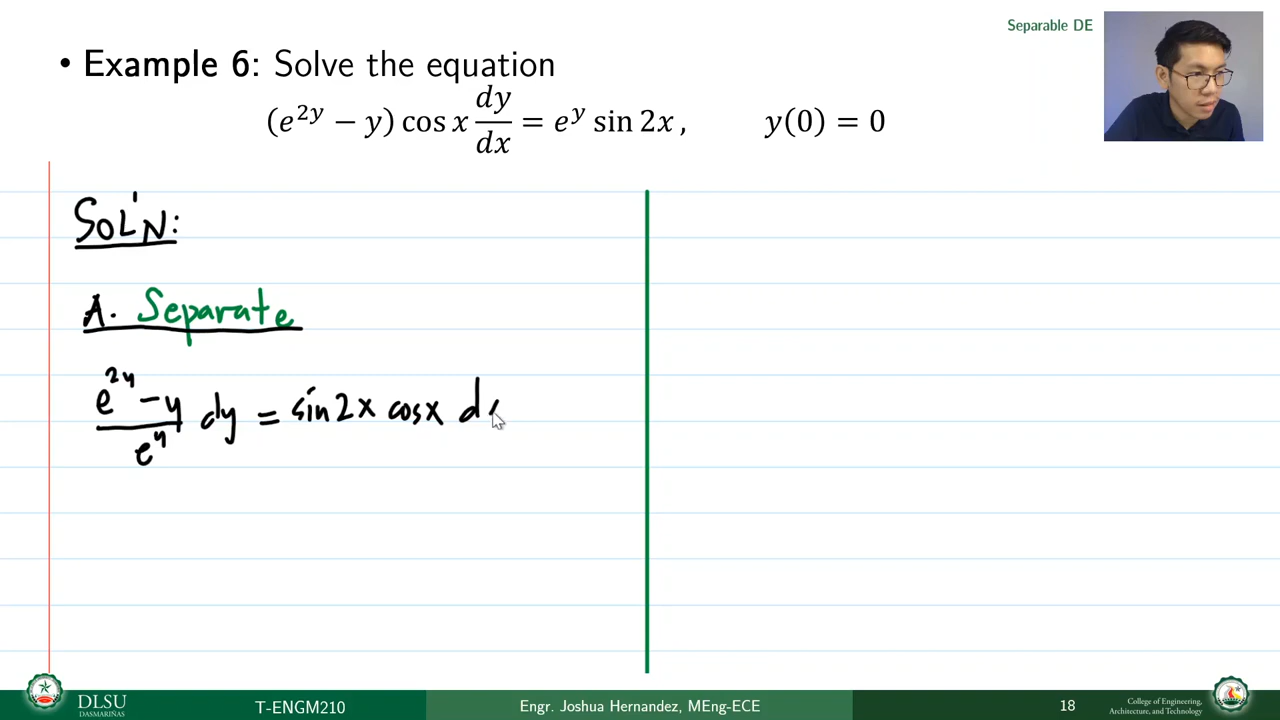 Separable DE
• Example 6: Solve the equation
(e^{2y} − y) cos x dy/dx = e^y sin 2x, y(0) = 0
SOL'N:
A. Separate
(e^{2y} − y)/e^y dy = sin 2x cos x d
DLSU
DASMARIÑAS
T-ENGM210
Engr. Joshua Hernandez, MEng-ECE
18
College of Engineering,
Architecture, and Technology